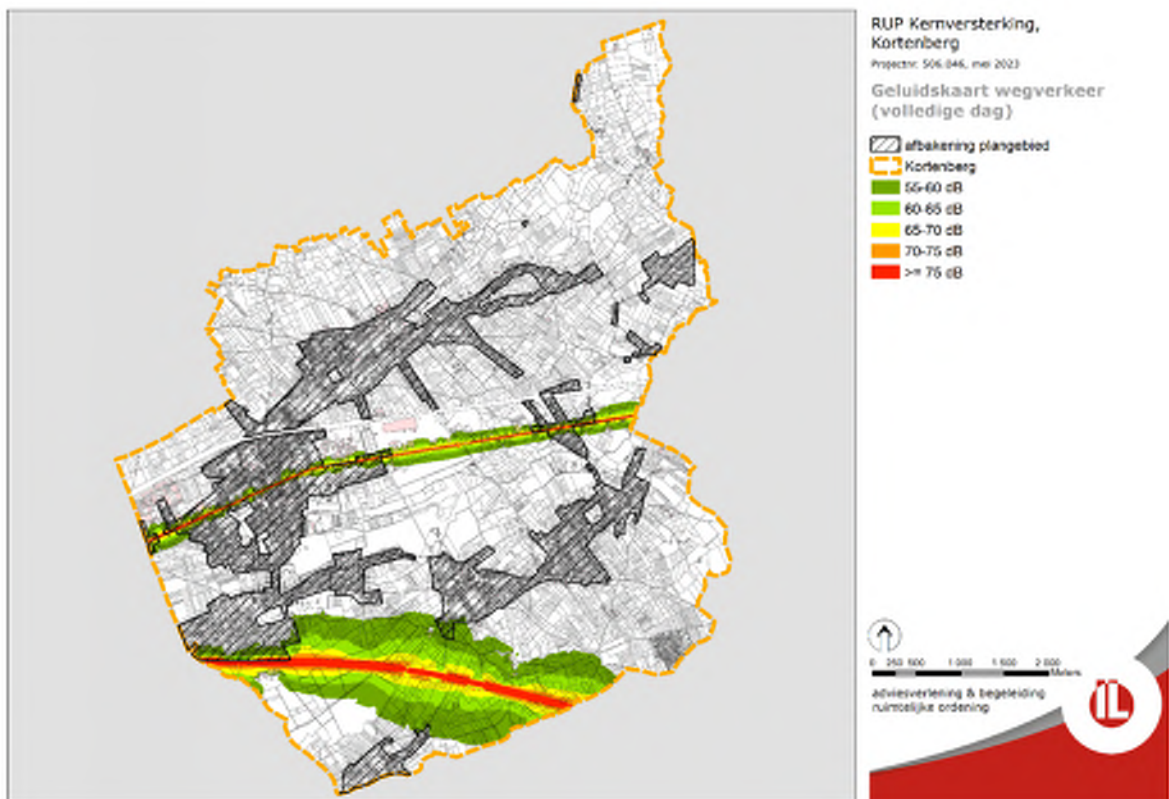 RUP Kernversterking,
Kortenberg
Projectnr: 506.046, mei 2023
Geluidskaart wegverkeer
(volledige dag)
afbakening plangebied
Kortenberg
55-60 dB
60-65 dB
65-70 dB
70-75 dB
>= 75 dB
0 250 500 1 000 1 500 2 000
Meters
adviesverlening & begeleiding
ruimtelijke ordening
IL